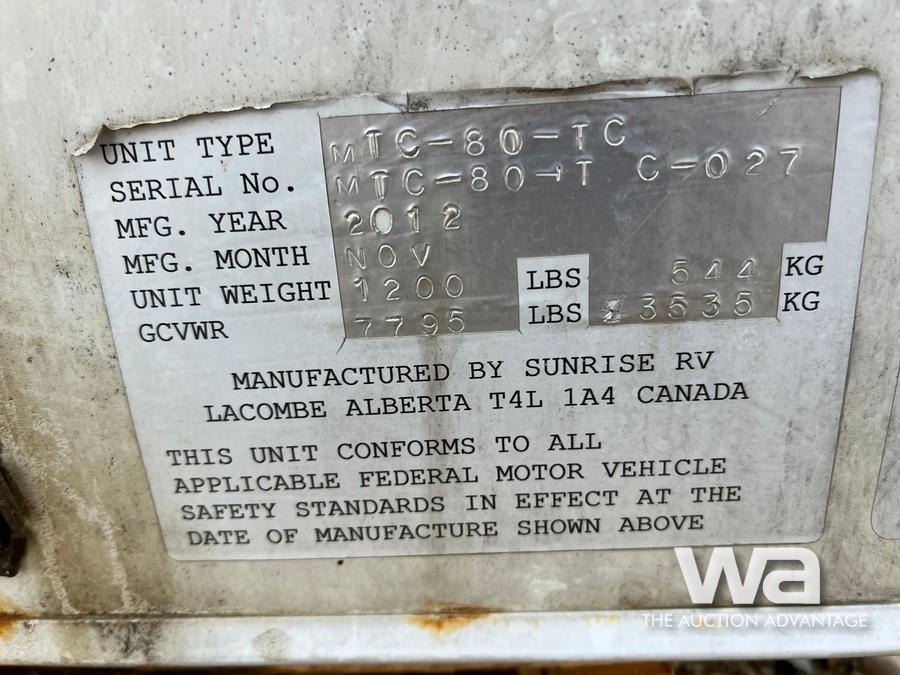 UNIT TYPE MTC-80-TC
SERIAL No. MTC-80-T C-027
MFG. YEAR 2012
MFG. MONTH NOV
UNIT WEIGHT 1200 LBS 544 KG
GCVWR 7795 LBS 3535 KG
MANUFACTURED BY SUNRISE RV
LACOMBE ALBERTA T4L 1A4 CANADA
THIS UNIT CONFORMS TO ALL
APPLICABLE FEDERAL MOTOR VEHICLE
SAFETY STANDARDS IN EFFECT AT THE
DATE OF MANUFACTURE SHOWN ABOVE
wa
THE AUCTION ADVANTAGE